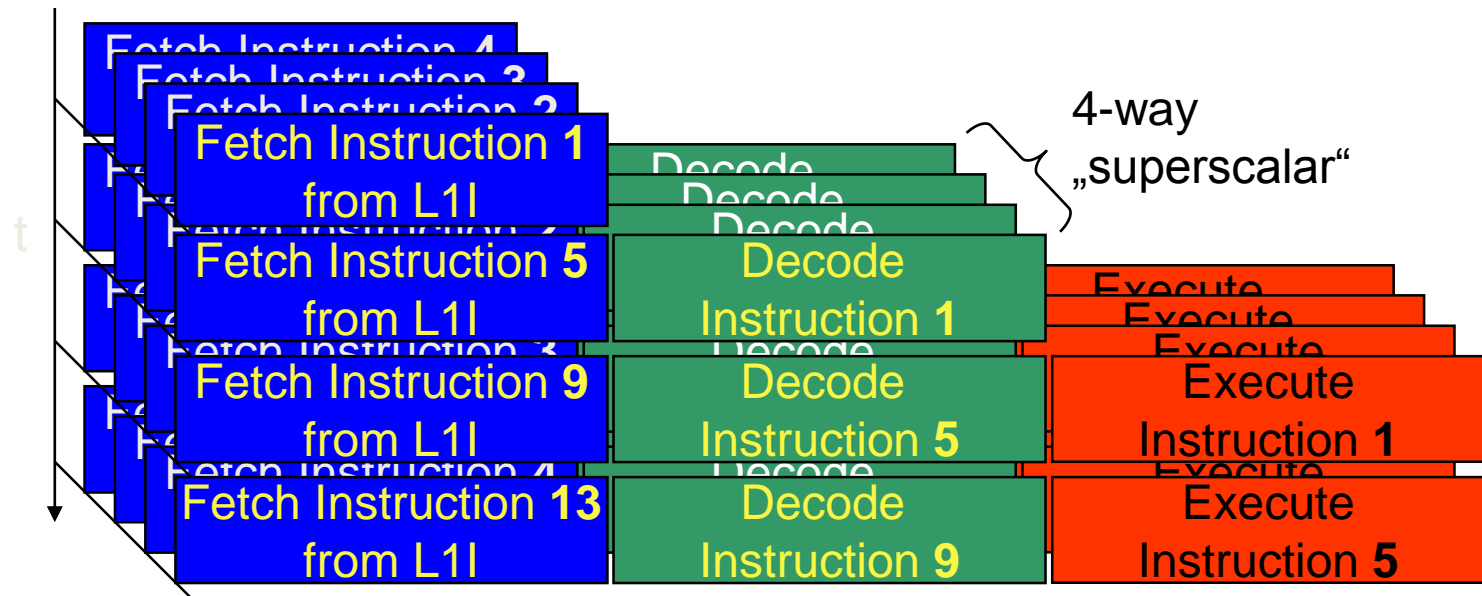 Fetch Instruction 4
Fetch Instruction 3
Fetch Instruction 2
Fetch Instruction 1
from L1I
Decode
Decode
Decode
4-way
„superscalar“
t
Fetch Instruction 5
from L1I
Decode
Instruction 1
Execute
Execute
Execute
Fetch Instruction 9
from L1I
Decode
Instruction 5
Execute
Instruction 1
Fetch Instruction 13
from L1I
Decode
Instruction 9
Execute
Instruction 5